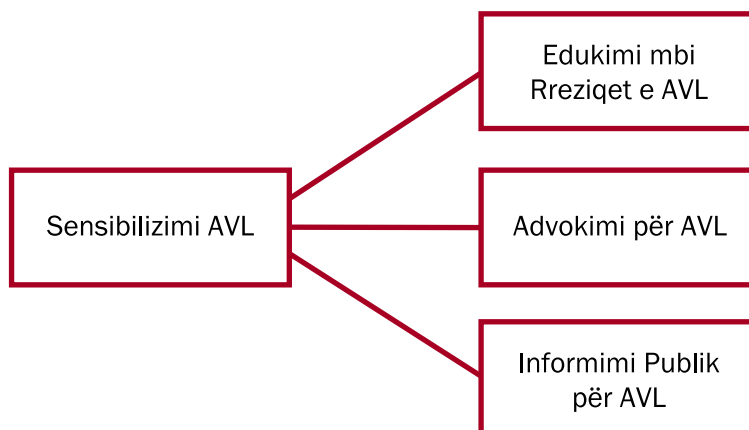 Edukimi mbi
Rreziqet e AVL
Sensibilizimi AVL
Advokimi për AVL
Informimi Publik
për AVL